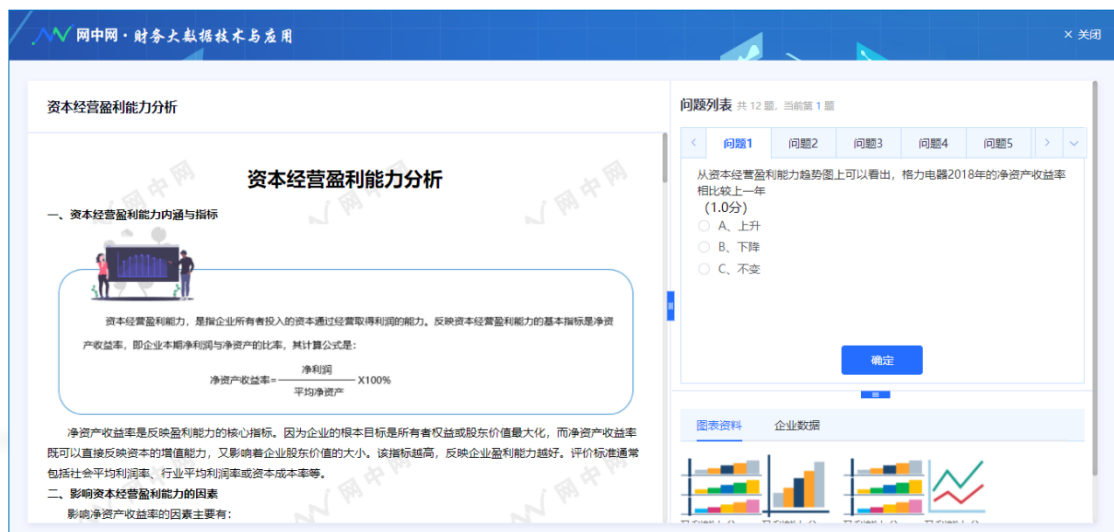 网中网·财务大数据技术与应用
× 关闭
资本经营盈利能力分析
资本经营盈利能力分析
一、资本经营盈利能力内涵与指标
资本经营盈利能力，是指企业所有者投入的资本通过经营取得利润的能力。反映资本经营盈利能力的基本指标是净资
产收益率，即企业本期净利润与净资产的比率，其计算公式是：
净利润
净资产收益率=
X100%
平均净资产
净资产收益率是反映盈利能力的核心指标。因为企业的根本目标是所有者权益或股东价值最大化，而净资产收益率
既可以直接反映资本的增值能力，又影响着企业股东价值的大小。该指标越高，反映企业盈利能力越好。评价标准通常
包括社会平均利润率、行业平均利润率或资本成本率等。
二、影响资本经营盈利能力的因素
影响净资产收益率的因素主要有：
网中网
网中网
网中网
网中网
网中网
问题列表 共 12 题，当前第 1 题
问题1 问题2 问题3 问题4 问题5
从资本经营盈利能力趋势图上可以看出，格力电器2018年的净资产收益率
相比较上一年
（1.0分）
A、上升
B、下降
C、不变
确定
图表资料 企业数据